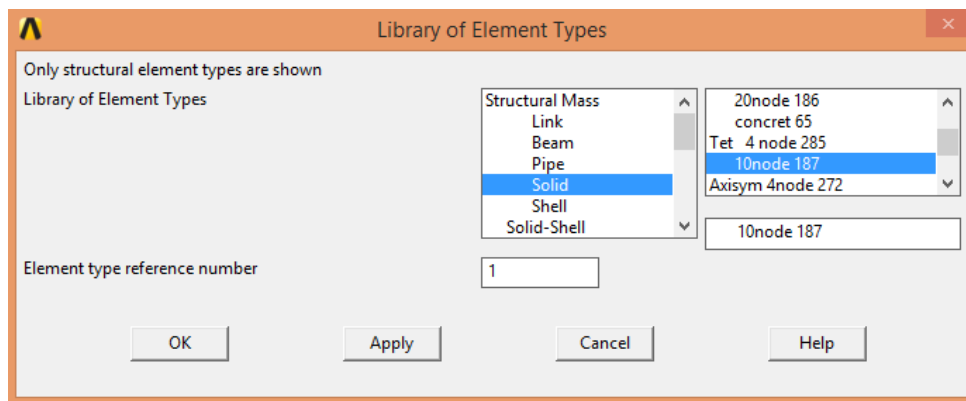 Library of Element Types
Only structural element types are shown
Library of Element Types
Structural Mass
Link
Beam
Pipe
Solid
Shell
Solid-Shell
20node 186
concret 65
Tet 4 node 285
10node 187
Axisym 4node 272
10node 187
Element type reference number
1
OK
Apply
Cancel
Help